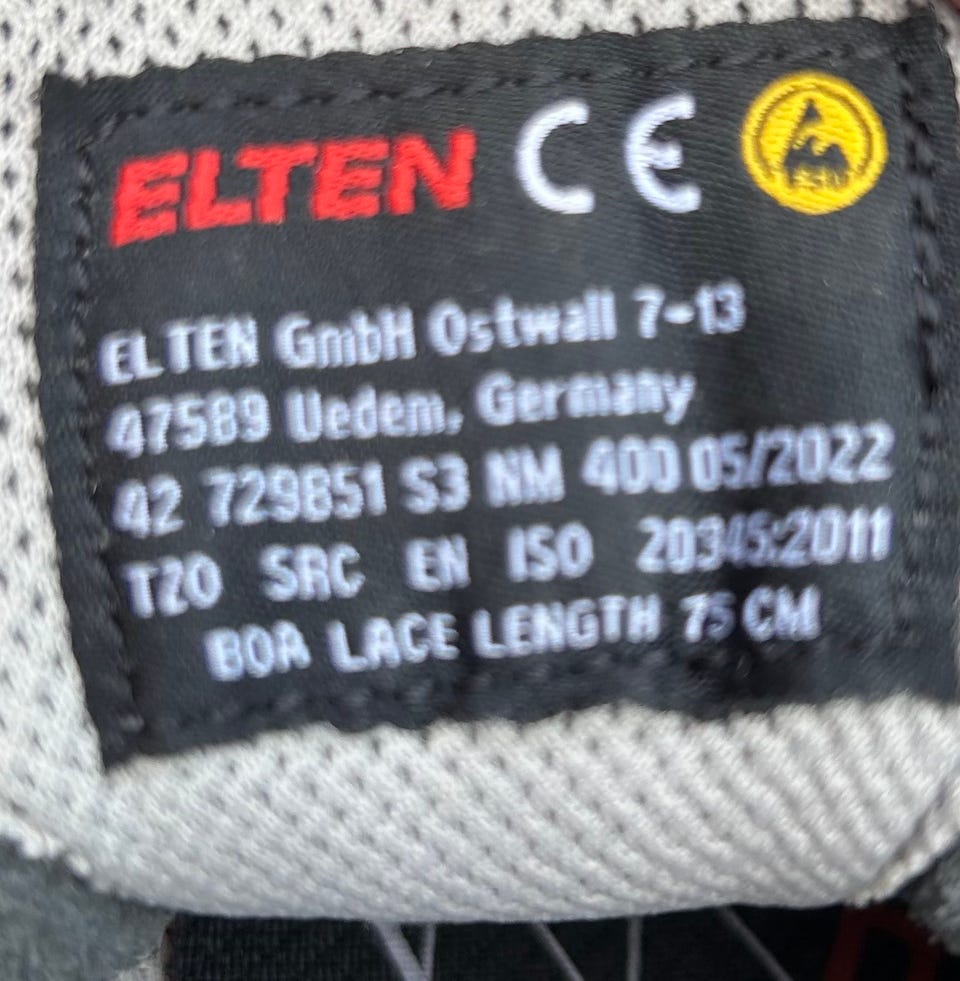 ELTEN CE ESD
ELTEN GmbH Ostwall 7-13
47589 Uedem, Germany
42 729851 S3 NM 400 05/2022
TZO SRC EN ISO 20345:2011
BOA LACE LENGTH 75 CM